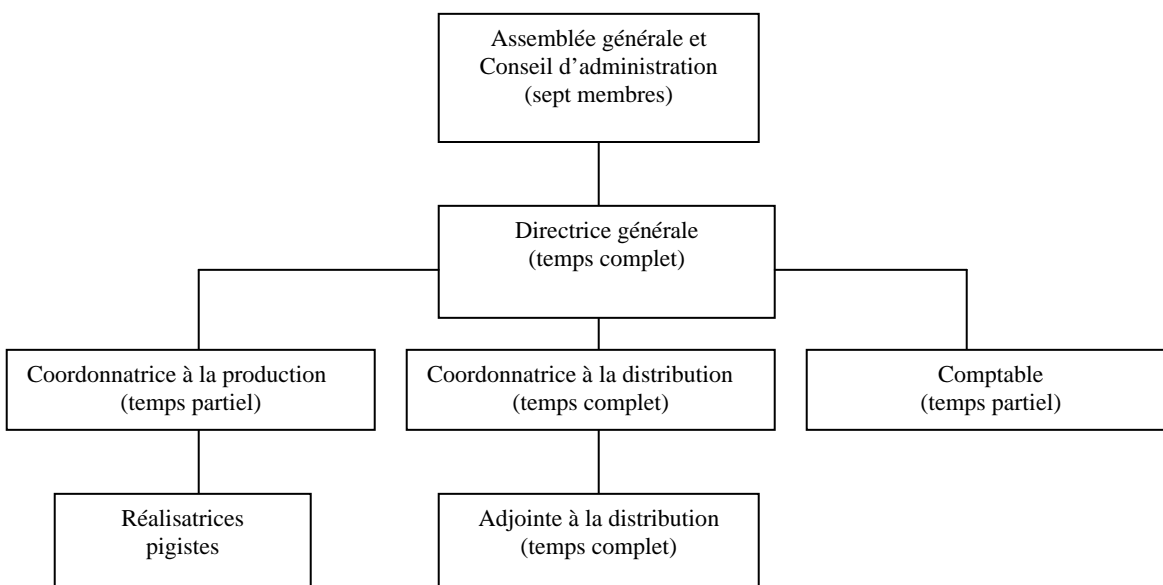 Assemblée générale et
Conseil d’administration
(sept membres)
Directrice générale
(temps complet)
Coordonnatrice à la production
(temps partiel)
Coordonnatrice à la distribution
(temps complet)
Comptable
(temps partiel)
Réalisatrices
pigistes
Adjointe à la distribution
(temps complet)